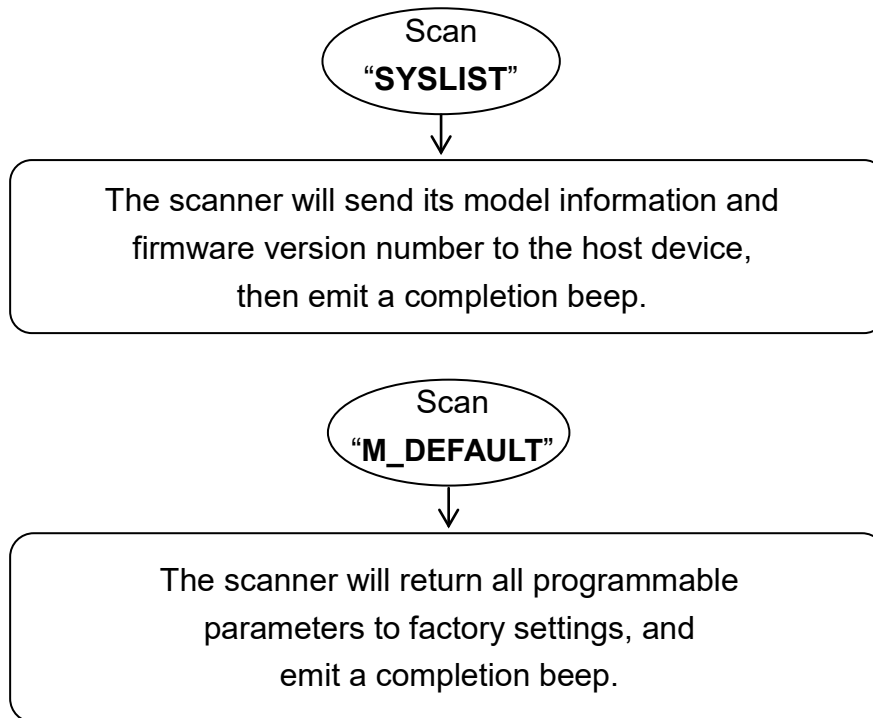 Scan
“SYSLIST”
The scanner will send its model information and
firmware version number to the host device,
then emit a completion beep.
Scan
“M_DEFAULT”
The scanner will return all programmable
parameters to factory settings, and
emit a completion beep.